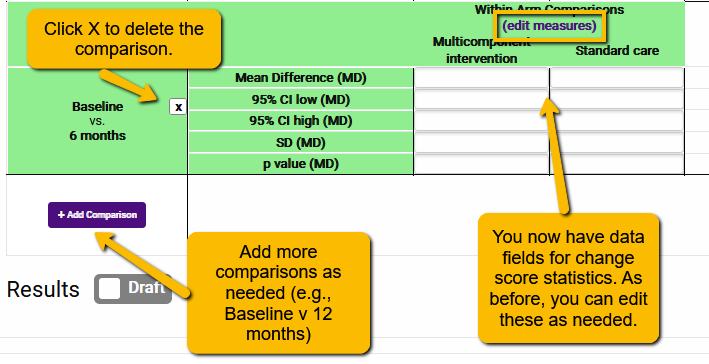 Click X to delete the
comparison.
Within Arm Comparisons
(edit measures)
Multicomponent
intervention
Standard care
Baseline
vs.
6 months
x
Mean Difference (MD)
95% CI low (MD)
95% CI high (MD)
SD (MD)
p value (MD)
+ Add Comparison
Add more
comparisons as
needed (e.g.,
Baseline v 12
months)
You now have data
fields for change
score statistics. As
before, you can edit
these as needed.
Results
Draft